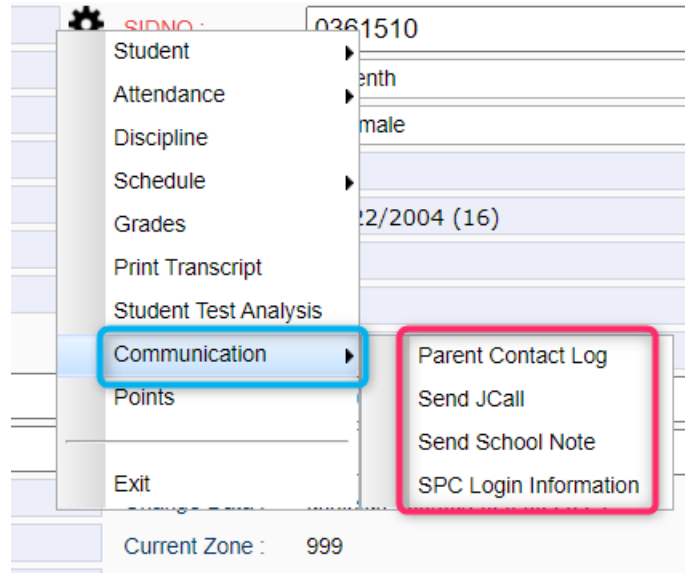 SIDNO : 0361510
Student
enth
Attendance
male
Discipline
Schedule
Grades
22/2004 (16)
Print Transcript
Student Test Analysis
Communication
Parent Contact Log
Points
Send JCall
Send School Note
Exit
SPC Login Information
Current Zone : 999